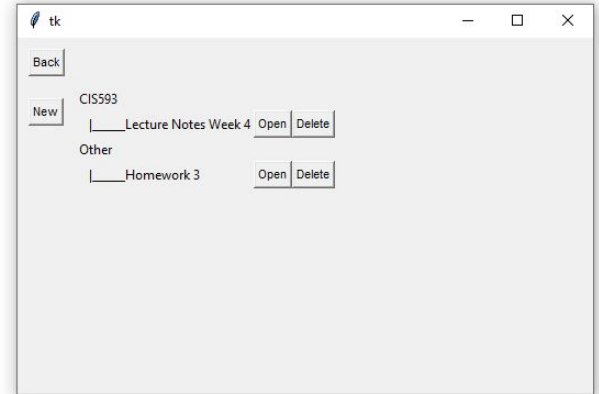 tk
Back
New
CIS593
|_____Lecture Notes Week 4 Open Delete
Other
|_____Homework 3 Open Delete